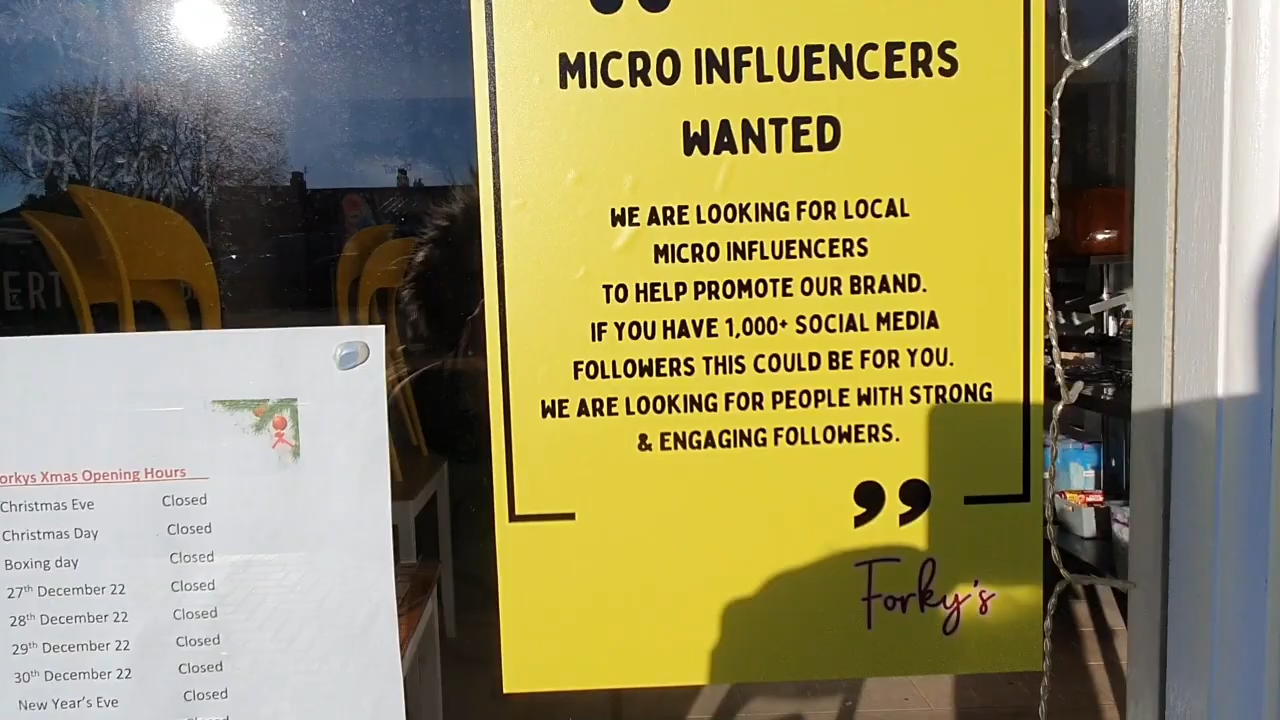 MICRO INFLUENCERS
WANTED
WE ARE LOOKING FOR LOCAL
MICRO INFLUENCERS
TO HELP PROMOTE OUR BRAND.
IF YOU HAVE 1,000+ SOCIAL MEDIA
FOLLOWERS THIS COULD BE FOR YOU.
WE ARE LOOKING FOR PEOPLE WITH STRONG
& ENGAGING FOLLOWERS.
Forky's
orkys Xmas Opening Hours
Christmas Eve Closed
Christmas Day Closed
Boxing day Closed
27th December 22 Closed
28th December 22 Closed
29th December 22 Closed
30th December 22 Closed
New Year's Eve Closed
ERT